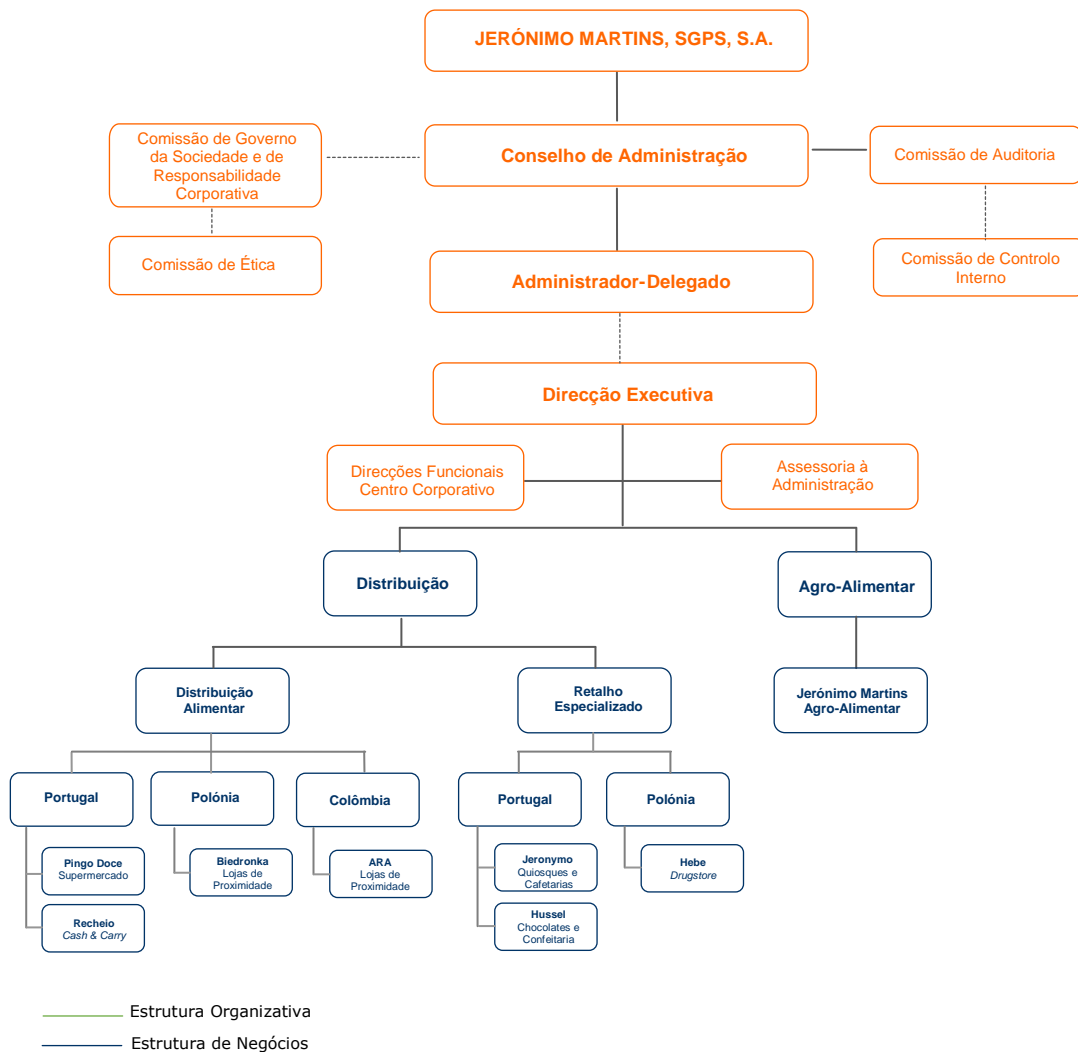 JERÓNIMO MARTINS, SGPS, S.A.
Comissão de Governo
da Sociedade e de
Responsabilidade
Corporativa
Conselho de Administração
Comissão de Auditoria
Comissão de Ética
Administrador-Delegado
Comissão de Controlo
Interno
Direcção Executiva
Direcções Funcionais
Centro Corporativo
Assessoria à
Administração
Distribuição
Agro-Alimentar
Distribuição
Alimentar
Retalho
Especializado
Jerónimo Martins
Agro-Alimentar
Portugal
Polónia
Colômbia
Portugal
Polónia
Pingo Doce
Supermercado
Biedronka
Lojas de
Proximidade
ARA
Lojas de
Proximidade
Jeronymo
Quiosques e
Cafetarias
Hebe
Drugstore
Recheio
Cash & Carry
Hussel
Chocolates e
Confeitaria
Estrutura Organizativa
Estrutura de Negócios